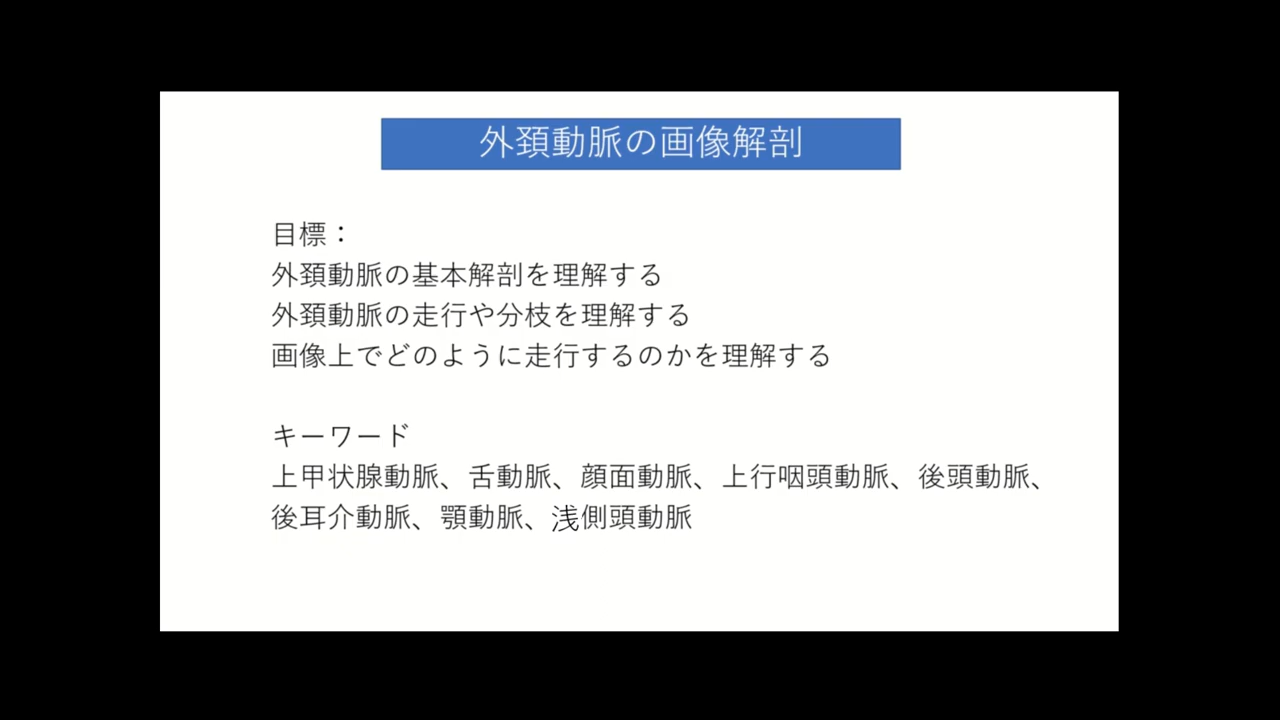 外頚動脈の画像解剖
目標：
外頚動脈の基本解剖を理解する
外頚動脈の走行や分枝を理解する
画像上でどのように走行するのかを理解する
キーワード
上甲状腺動脈、舌動脈、顔面動脈、上行咽頭動脈、後頭動脈、
後耳介動脈、顎動脈、浅側頭動脈